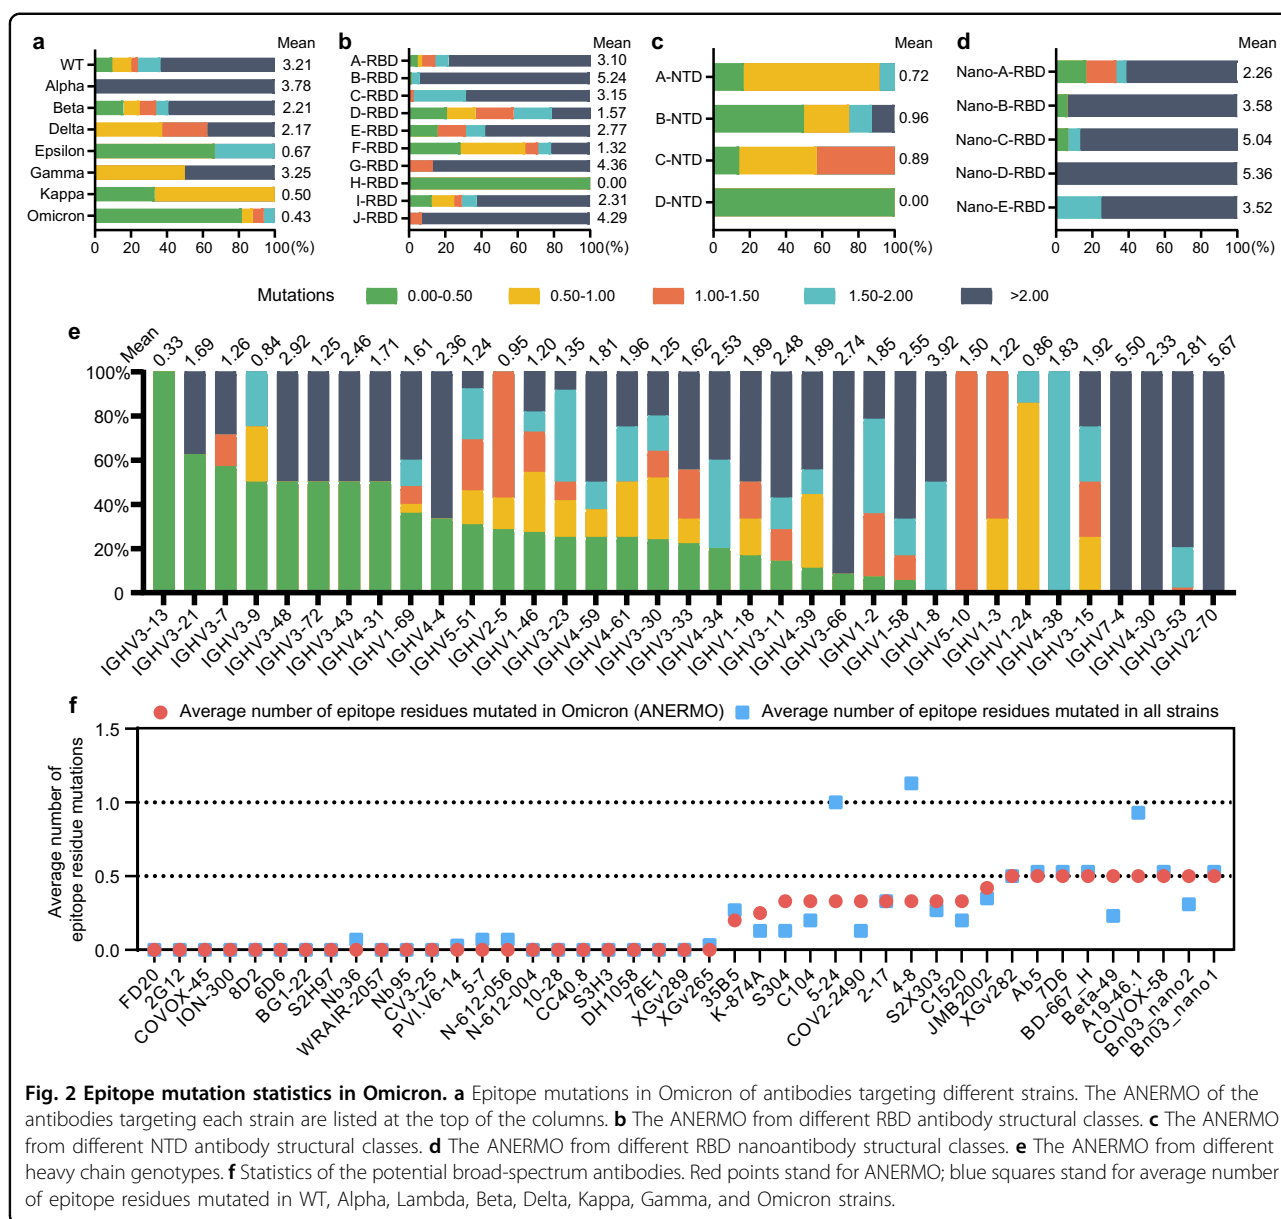 a
Mean
WT 3.21
Alpha 3.78
Beta 2.21
Delta 2.17
Epsilon 0.67
Gamma 3.25
Kappa 0.50
Omicron 0.43
0 20 40 60 80 100(%)
b
Mean
A-RBD 3.10
B-RBD 5.24
C-RBD 3.15
D-RBD 1.57
E-RBD 2.77
F-RBD 1.32
G-RBD 4.36
H-RBD 0.00
I-RBD 2.31
J-RBD 4.29
0 20 40 60 80 100(%)
c
Mean
A-NTD 0.72
B-NTD 0.96
C-NTD 0.89
D-NTD 0.00
0 20 40 60 80 100(%)
d
Mean
Nano-A-RBD 2.26
Nano-B-RBD 3.58
Nano-C-RBD 5.04
Nano-D-RBD 5.36
Nano-E-RBD 3.52
0 20 40 60 80 100(%)
Mutations 0.00-0.50 0.50-1.00 1.00-1.50 1.50-2.00 >2.00
e
Mean 0.33 1.69 1.26 0.84 2.92 1.25 2.46 1.71 1.61 2.36 1.24 0.95 1.20 1.35 1.81 1.96 1.25 1.62 2.53 1.89 2.48 1.89 2.74 1.85 2.55 3.92 1.50 1.22 0.86 1.83 1.92 5.50 2.33 2.81 5.67
100%
80%
60%
40%
20%
0
IGHV3-13 IGHV3-21 IGHV3-7 IGHV3-9 IGHV3-48 IGHV3-72 IGHV3-43 IGHV4-31 IGHV1-69 IGHV4-4 IGHV5-51 IGHV2-5 IGHV1-46 IGHV3-23 IGHV4-59 IGHV4-61 IGHV3-30 IGHV3-33 IGHV4-34 IGHV1-18 IGHV3-11 IGHV4-39 IGHV3-66 IGHV1-2 IGHV1-58 IGHV1-8 IGHV5-10 IGHV1-3 IGHV1-24 IGHV4-38 IGHV3-15 IGHV7-4 IGHV4-30 IGHV3-53 IGHV2-70
f
Average number of epitope residues mutated in Omicron (ANERMO) Average number of epitope residues mutated in all strains
Average number of
epitope residue mutations
1.5
1.0
0.5
0.0
FD20 2G12 COVOX-45 ION-300 8D2 6D6 BG1-22 S2H97 Nb36 WRAIR-2057 Nb95 CV3-25 PVI.V6-14 5-7 N-612-056 N-612-004 10-28 CC40.8 S3H3 DH1058 76E1 XGv289 XGv265 35B5 K-874A S304 C104 5-24 COV2-2490 2-17 4-8 S2X303 C1520 JMB2002 XGv282 Ab5 7D6 BD-667_H Beta-49 A19-46.1 COVOX-58 Bn03_nano2 Bn03_nano1
Fig. 2 Epitope mutation statistics in Omicron. a Epitope mutations in Omicron of antibodies targeting different strains. The ANERMO of the
antibodies targeting each strain are listed at the top of the columns. b The ANERMO from different RBD antibody structural classes. c The ANERMO
from different NTD antibody structural classes. d The ANERMO from different RBD nanoantibody structural classes. e The ANERMO from different
heavy chain genotypes. f Statistics of the potential broad-spectrum antibodies. Red points stand for ANERMO; blue squares stand for average number
of epitope residues mutated in WT, Alpha, Lambda, Beta, Delta, Kappa, Gamma, and Omicron strains.